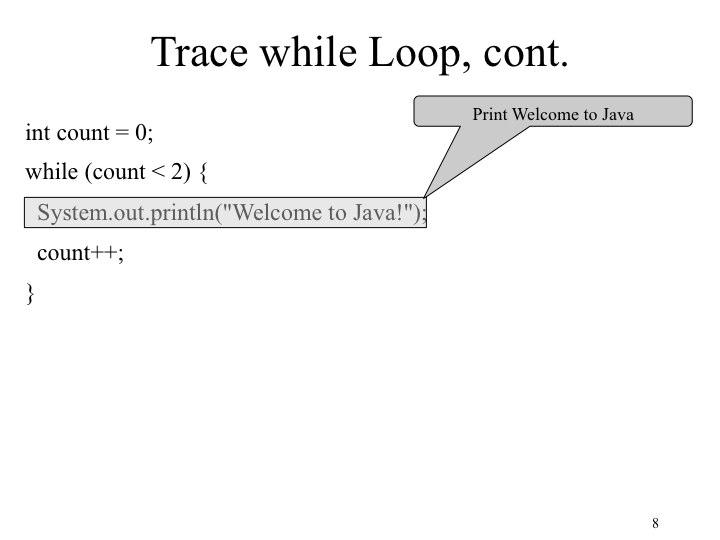 Trace while Loop, cont.
Print Welcome to Java
int count = 0;
while (count < 2) {
System.out.println("Welcome to Java!");
count++;
}
8